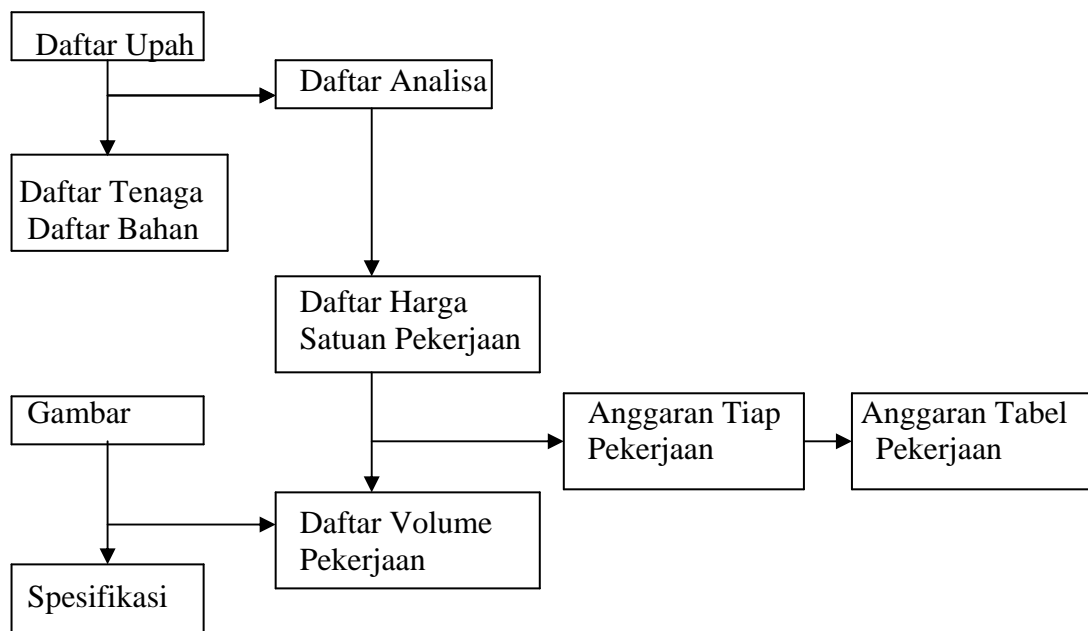 Daftar Upah
Daftar Analisa
Daftar Tenaga
Daftar Bahan
Daftar Harga
Satuan Pekerjaan
Gambar
Anggaran Tiap
Pekerjaan
Anggaran Tabel
Pekerjaan
Daftar Volume
Pekerjaan
Spesifikasi